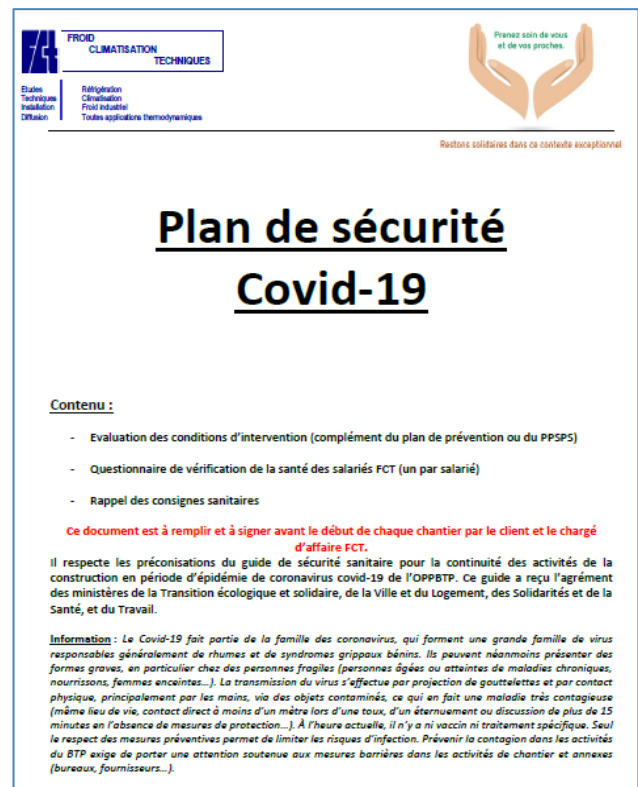 FCt
FROID
CLIMATISATION
TECHNIQUES
Etudes Réfrigération
Techniques Climatisation
Installation Froid industriel
Diffusion Toutes applications thermodynamiques
Prenez soin de vous
et de vos proches.
Restons solidaires dans ce contexte exceptionnel
Plan de sécurité
Covid-19
Contenu :
- Evaluation des conditions d'intervention (complément du plan de prévention ou du PPSPS)
- Questionnaire de vérification de la santé des salariés FCT (un par salarié)
- Rappel des consignes sanitaires
Ce document est à remplir et à signer avant le début de chaque chantier par le client et le chargé
d'affaire FCT.
Il respecte les préconisations du guide de sécurité sanitaire pour la continuité des activités de la
construction en période d'épidémie de coronavirus covid-19 de l'OPPBTP. Ce guide a reçu l'agrément
des ministères de la Transition écologique et solidaire, de la Ville et du Logement, des Solidarités et de la
Santé, et du Travail.
Information : Le Covid-19 fait partie de la famille des coronavirus, qui forment une grande famille de virus
responsables généralement de rhumes et de syndromes grippaux bénins. Ils peuvent néanmoins présenter des
formes graves, en particulier chez des personnes fragiles (personnes âgées ou atteintes de maladies chroniques,
nourrissons, femmes enceintes...). La transmission du virus s'effectue par projection de gouttelettes et par contact
physique, principalement par les mains, via des objets contaminés, ce qui en fait une maladie très contagieuse
(même lieu de vie, contact direct à moins d'un mètre lors d'une toux, d'un éternuement ou discussion de plus de 15
minutes en l'absence de mesures de protection...). À l'heure actuelle, il n'y a ni vaccin ni traitement spécifique. Seul
le respect des mesures préventives permet de limiter les risques d'infection. Prévenir la contagion dans les activités
du BTP exige de porter une attention soutenue aux mesures barrières dans les activités de chantier et annexes
(bureaux, fournisseurs...).